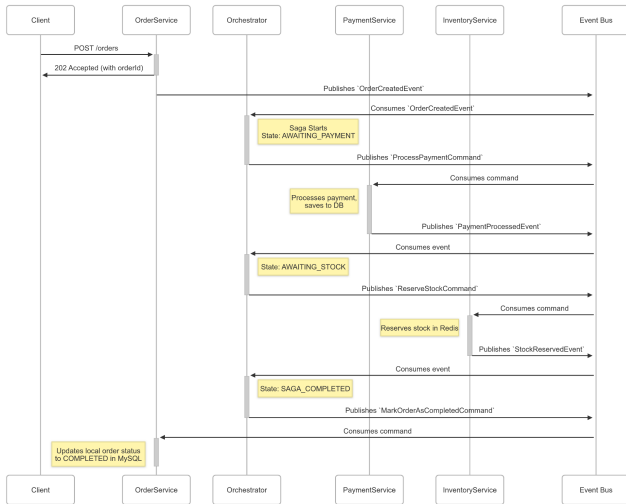 Client
OrderService
Orchestrator
PaymentService
InventoryService
Event Bus
POST /orders
202 Accepted (with orderId)
Publishes `OrderCreatedEvent`
Consumes `OrderCreatedEvent`
Saga Starts
State: AWAITING_PAYMENT
Publishes `ProcessPaymentCommand`
Consumes command
Processes payment,
saves to DB
Publishes `PaymentProcessedEvent`
Consumes event
State: AWAITING_STOCK
Publishes `ReserveStockCommand`
Consumes command
Reserves stock in Redis
Publishes `StockReservedEvent`
Consumes event
State: SAGA_COMPLETED
Publishes `MarkOrderAsCompletedCommand`
Consumes command
Updates local order status
to COMPLETED in MySQL
Client
OrderService
Orchestrator
PaymentService
InventoryService
Event Bus